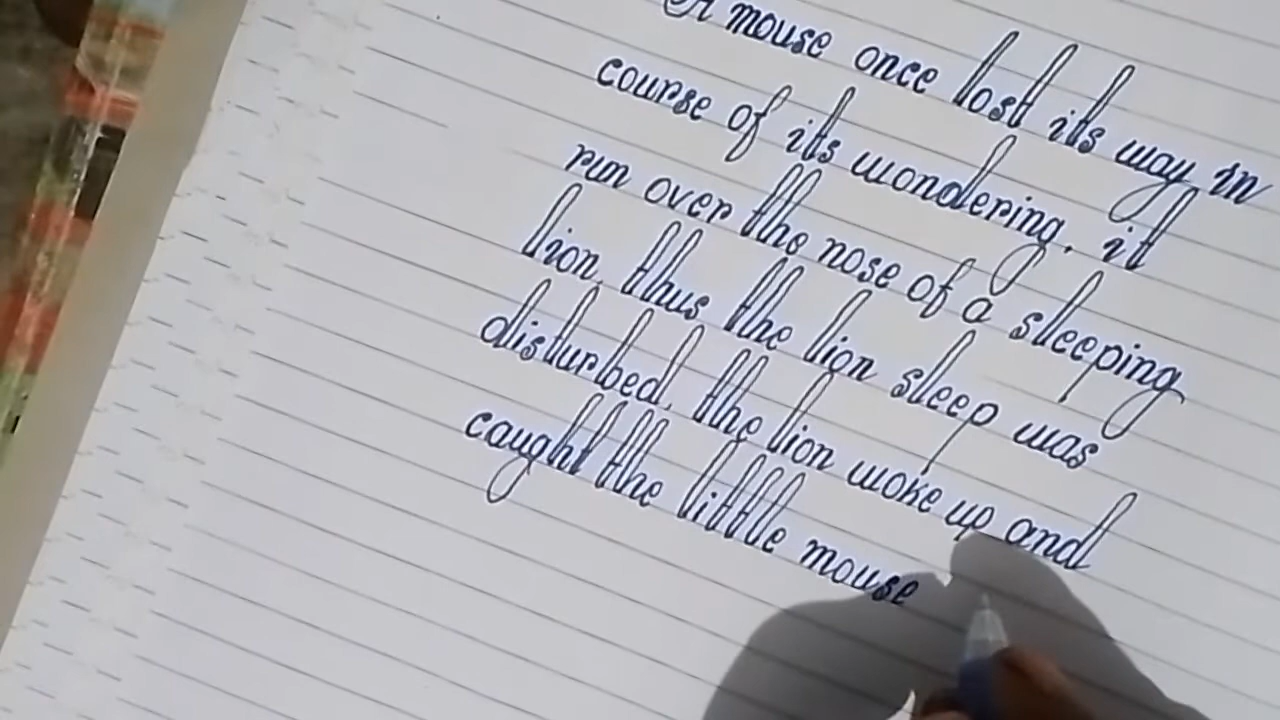 A mouse once lost its way in
course of its wondering, it
run over the nose of a sleeping
lion, thus the lion sleep was
disturbed, the lion woke up and
caught the little mouse